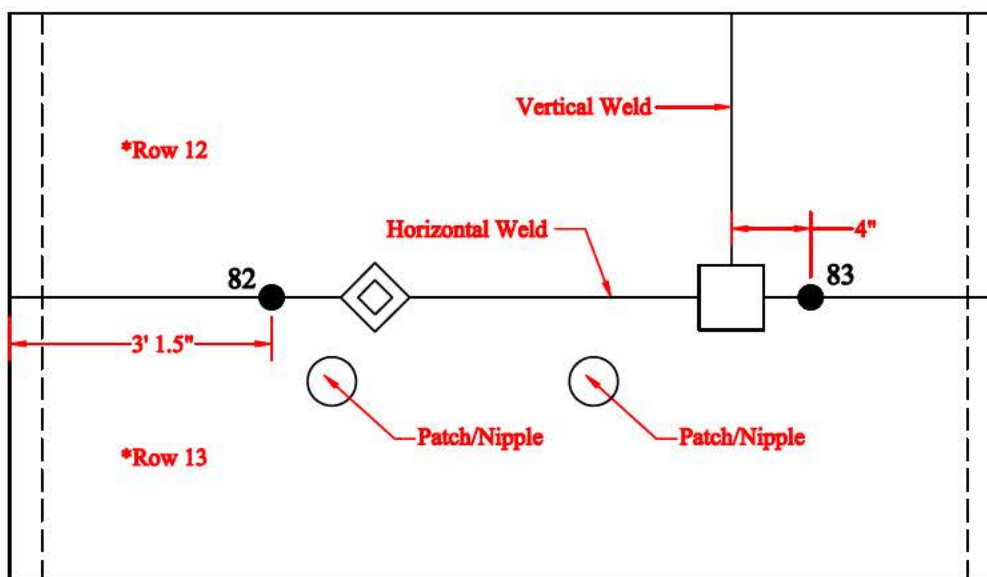 Vertical Weld
*Row 12
Horizontal Weld
4"
82
83
3' 1.5"
Patch/Nipple
Patch/Nipple
*Row 13